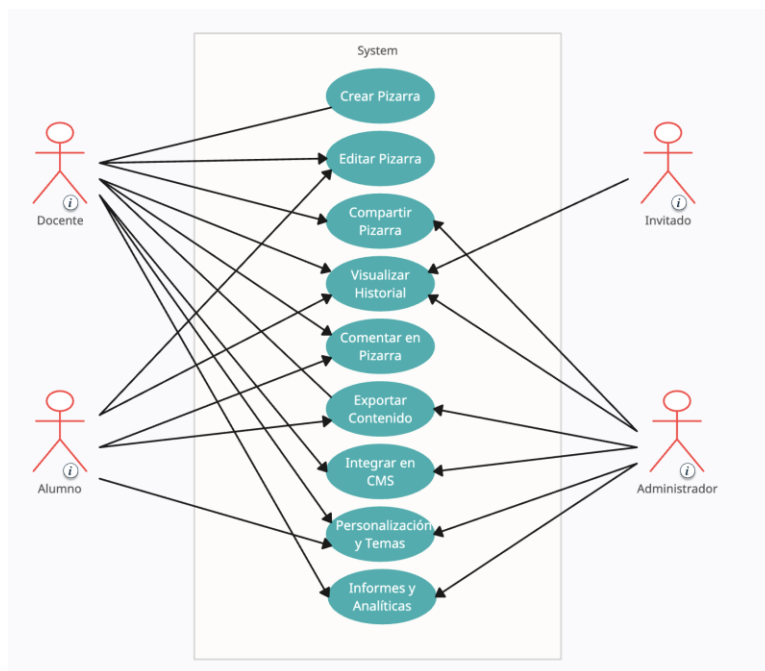 System
Crear Pizarra
Editar Pizarra
Docente
Invitado
Compartir
Pizarra
Visualizar
Historial
Comentar en
Pizarra
Exportar
Contenido
Alumno
Administrador
Integrar en
CMS
Personalización
y Temas
Informes y
Analíticas
i
i
i
i